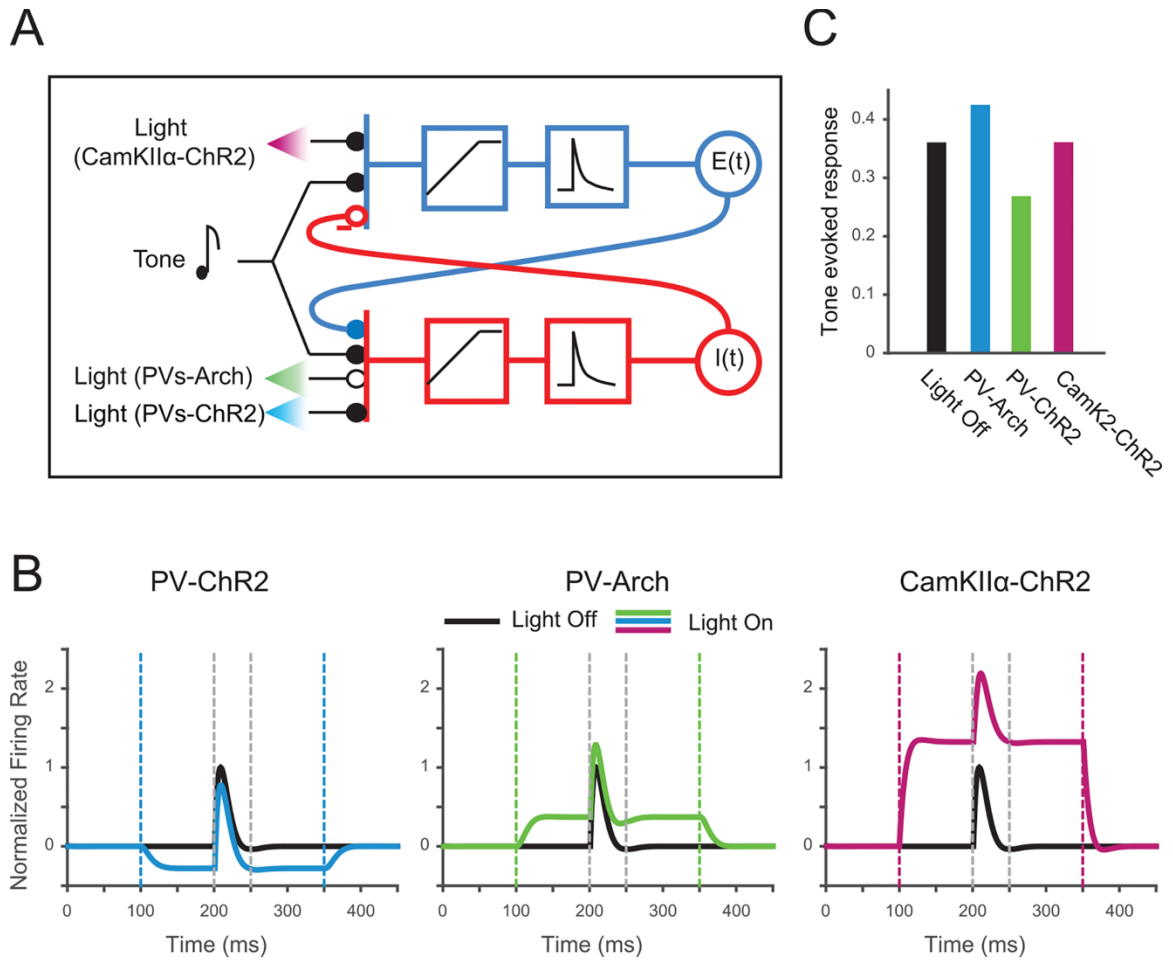 A
Light
(CamKIIα-ChR2)
Tone
Light (PVs-Arch)
Light (PVs-ChR2)
E(t)
I(t)
C
Tone evoked response
0.4
0.3
0.2
0.1
0
Light Off
PV-Arch
PV-ChR2
CamK2-ChR2
B
PV-ChR2
PV-Arch
CamKIIα-ChR2
Light Off
Light On
Normalized Firing Rate
2
1
0
0 100 200 300 400
Time (ms)
2
1
0
0 100 200 300 400
Time (ms)
2
1
0
0 100 200 300 400
Time (ms)